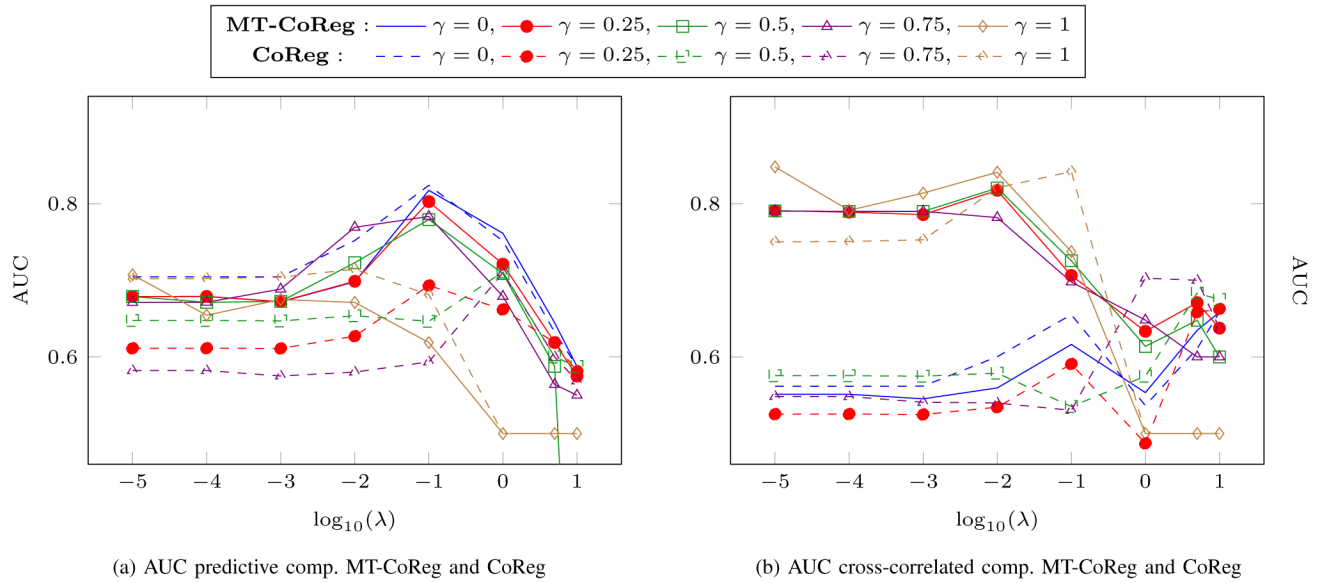 MT-CoReg : γ = 0, γ = 0.25, γ = 0.5, γ = 0.75, γ = 1
CoReg : γ = 0, γ = 0.25, γ = 0.5, γ = 0.75, γ = 1
AUC
0.8
0.6
−5 −4 −3 −2 −1 0 1
log₁₀(λ)
(a) AUC predictive comp. MT-CoReg and CoReg
0.8
0.6
−5 −4 −3 −2 −1 0 1
log₁₀(λ)
AUC
(b) AUC cross-correlated comp. MT-CoReg and CoReg